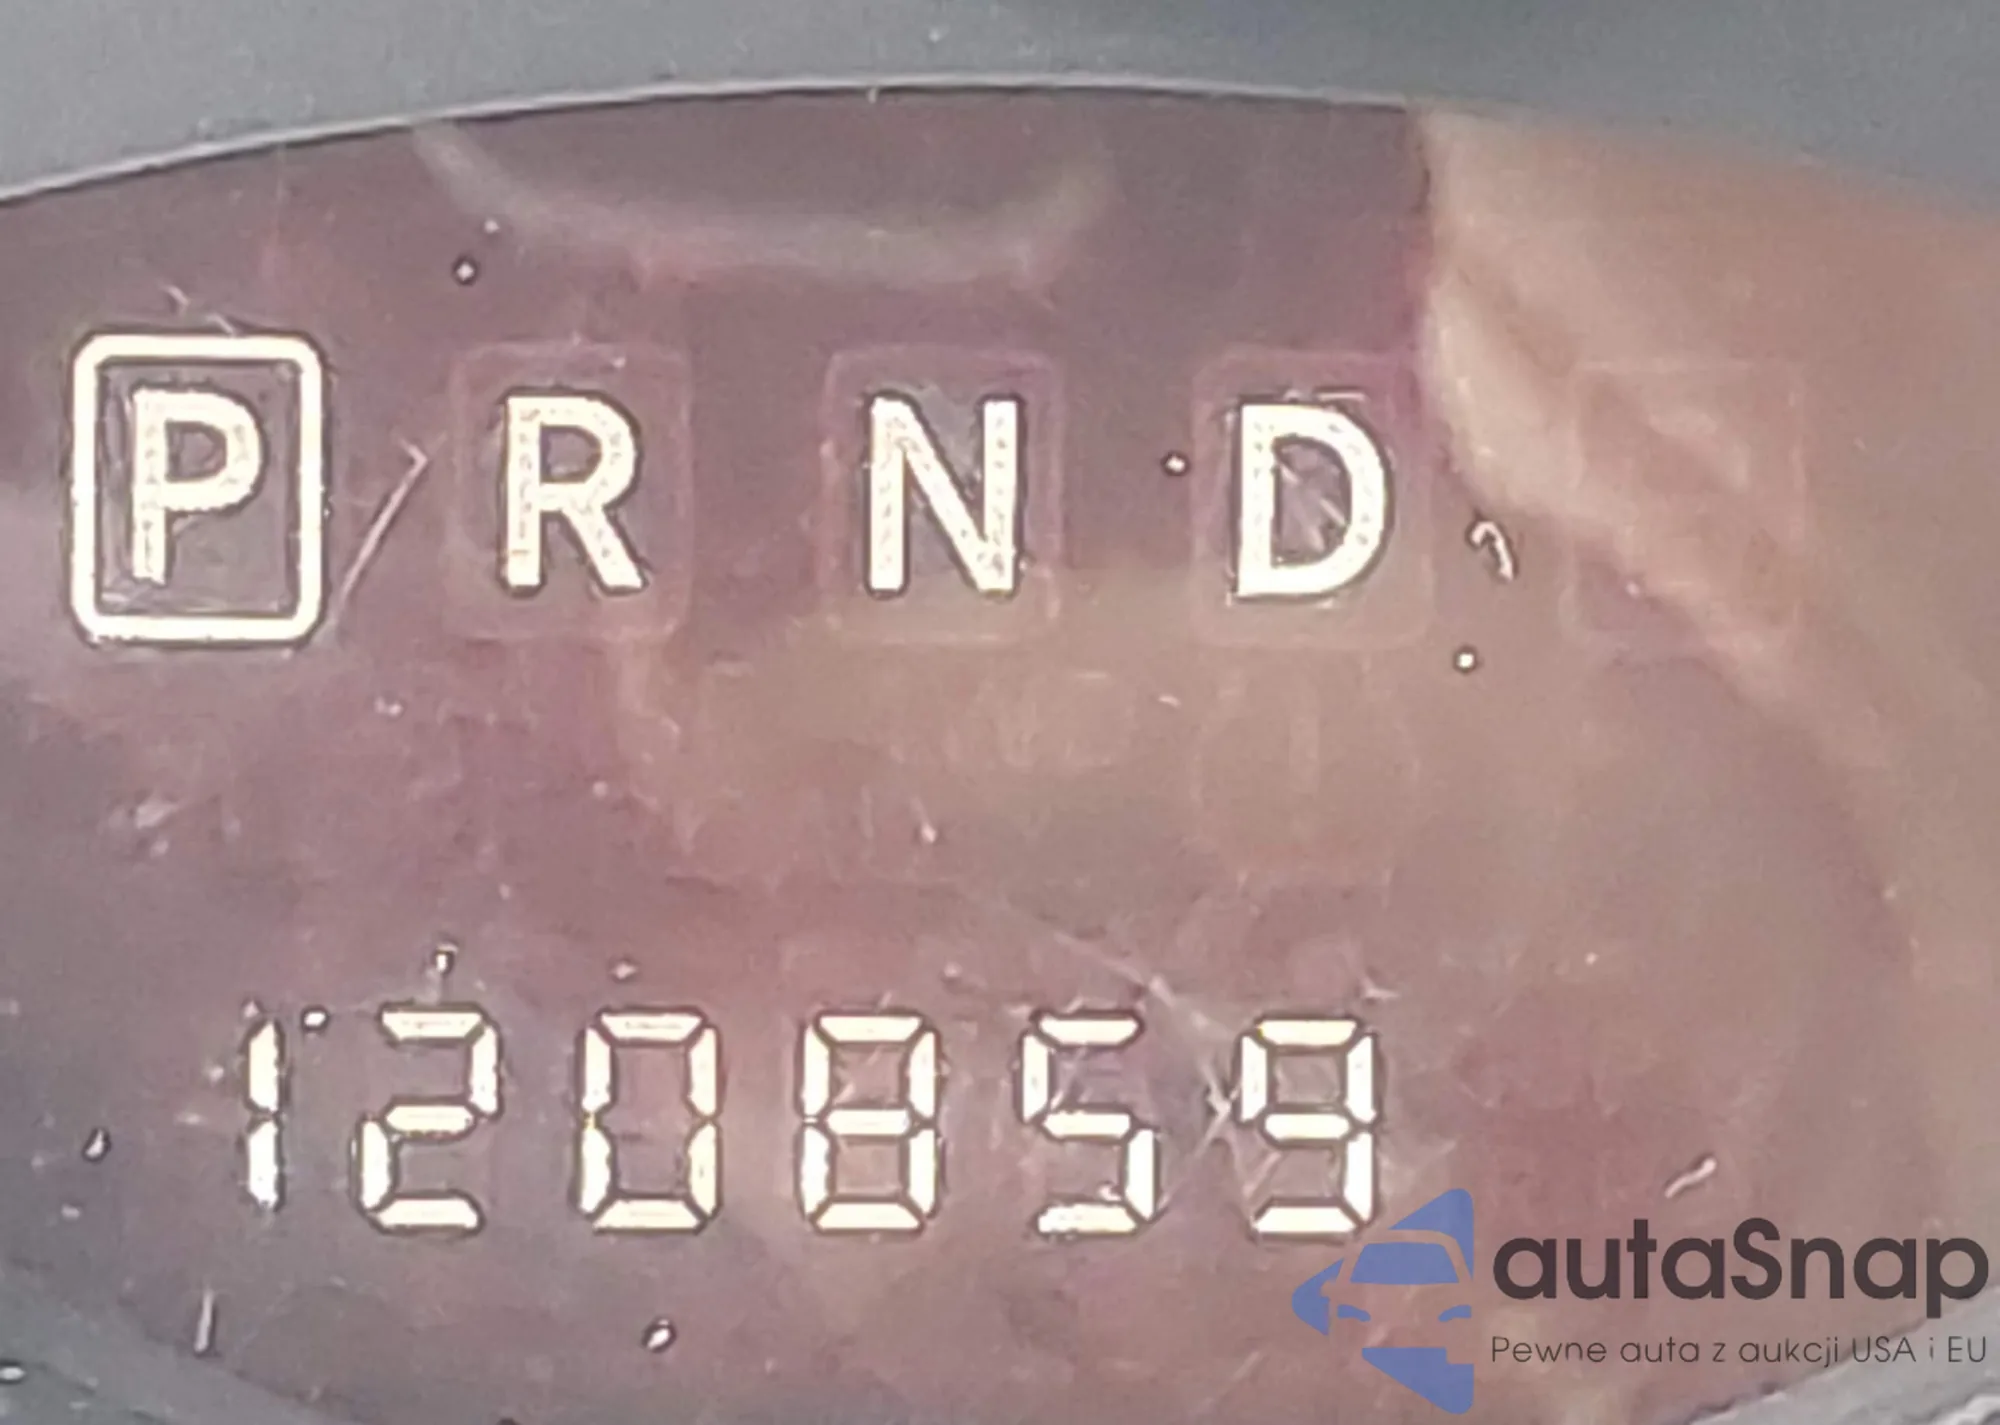 P R N D
120859
autaSnap
Pewne auta z aukcji USA i EU